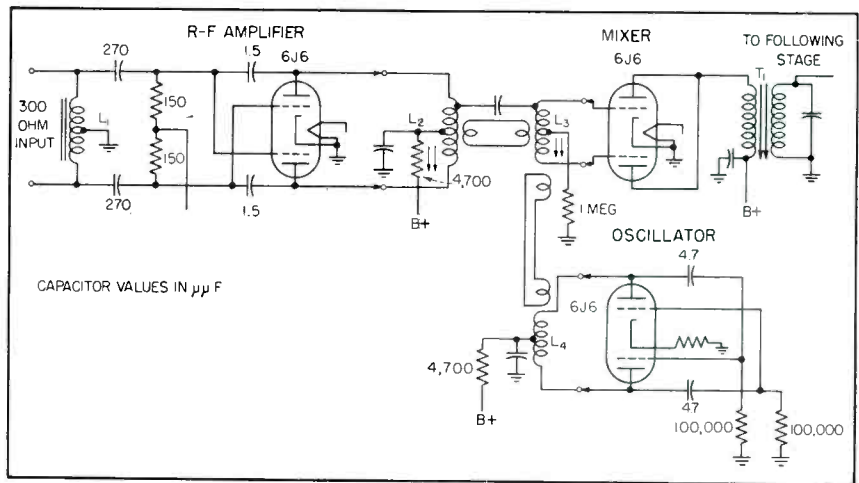 R-F AMPLIFIER
6J6
270
1.5
150
300
OHM
INPUT
L1
150
270
1.5
L2
4,700
B+
MIXER
6J6
L3
1 MEG
TO FOLLOWING
STAGE
T1
B+
CAPACITOR VALUES IN μμF
OSCILLATOR
6J6
4.7
L4
4,700
B+
47
100,000
100,000